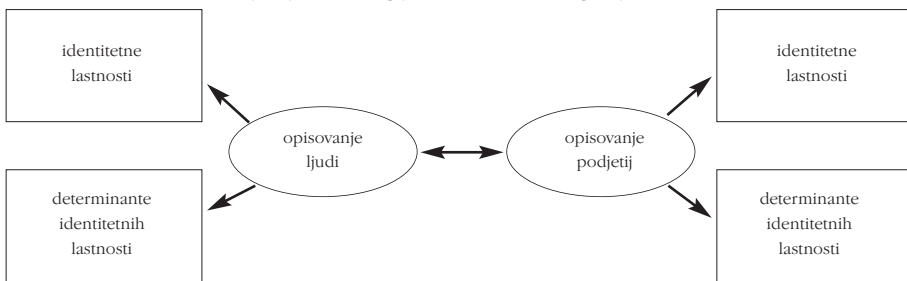 identitetne
lastnosti
opisovanje
ljudi
determinante
identitetnih
lastnosti
opisovanje
podjetij
identitetne
lastnosti
determinante
identitetnih
lastnosti